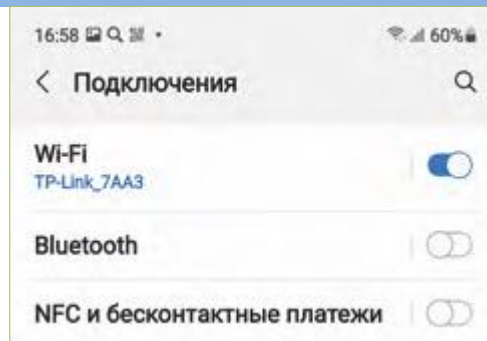 16:58
60%
Подключения
Wi-Fi
TP-Link_7AA3
Bluetooth
NFC и бесконтактные платежи